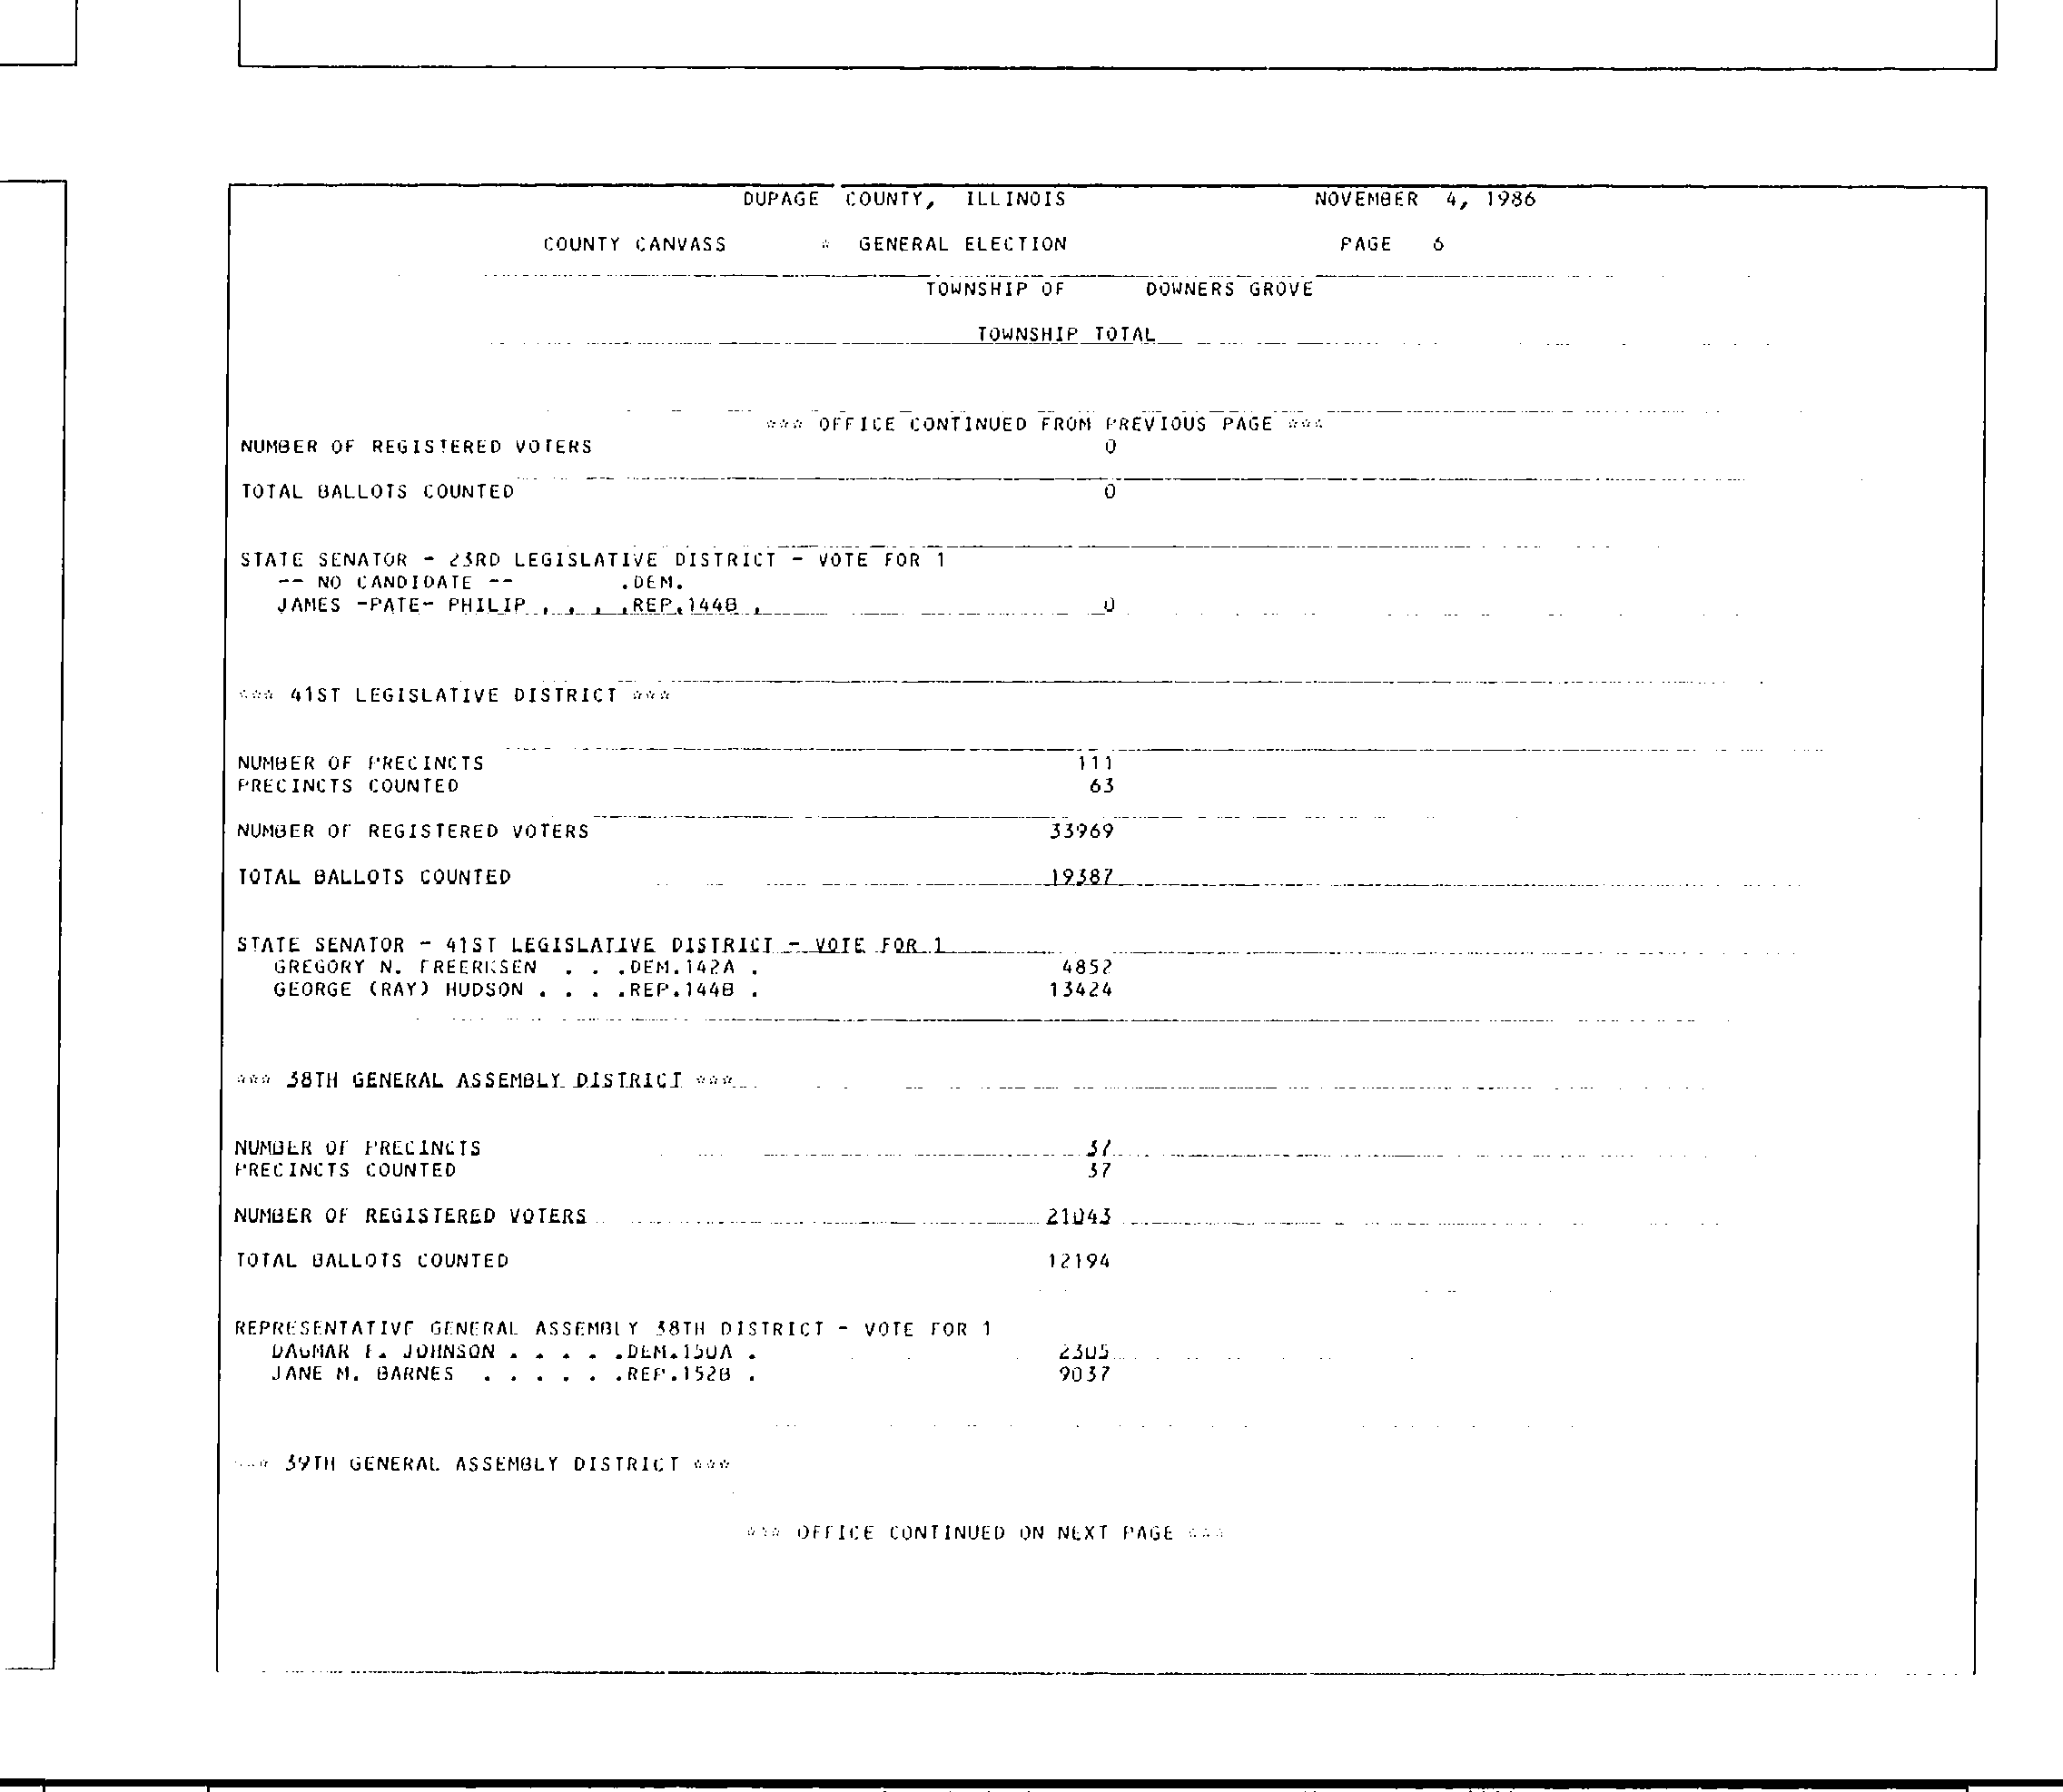 DUPAGE COUNTY, ILLINOIS NOVEMBER 4, 1986
COUNTY CANVASS * GENERAL ELECTION PAGE 6
TOWNSHIP OF DOWNERS GROVE
TOWNSHIP TOTAL
*** OFFICE CONTINUED FROM PREVIOUS PAGE ***
NUMBER OF REGISTERED VOTERS 0
TOTAL BALLOTS COUNTED 0
STATE SENATOR - 23RD LEGISLATIVE DISTRICT - VOTE FOR 1
-- NO CANDIDATE -- .DEM.
JAMES -PATE- PHILIP . . . .REP.144B . 0
*** 41ST LEGISLATIVE DISTRICT ***
NUMBER OF PRECINCTS 111
PRECINCTS COUNTED 63
NUMBER OF REGISTERED VOTERS 33969
TOTAL BALLOTS COUNTED 19387
STATE SENATOR - 41ST LEGISLATIVE DISTRICT - VOTE FOR 1
GREGORY N. FREERKSEN . . .DEM.142A . 4852
GEORGE (RAY) HUDSON . . . .REP.144B . 13424
*** 38TH GENERAL ASSEMBLY DISTRICT ***
NUMBER OF PRECINCTS 37
PRECINCTS COUNTED 37
NUMBER OF REGISTERED VOTERS 21043
TOTAL BALLOTS COUNTED 12194
REPRESENTATIVE GENERAL ASSEMBLY 38TH DISTRICT - VOTE FOR 1
DAGMAR JOHNSON . . . . .DEM.150A . 2305
JANE M. BARNES . . . . . .REP.152B . 9037
*** 39TH GENERAL ASSEMBLY DISTRICT ***
*** OFFICE CONTINUED ON NEXT PAGE ***